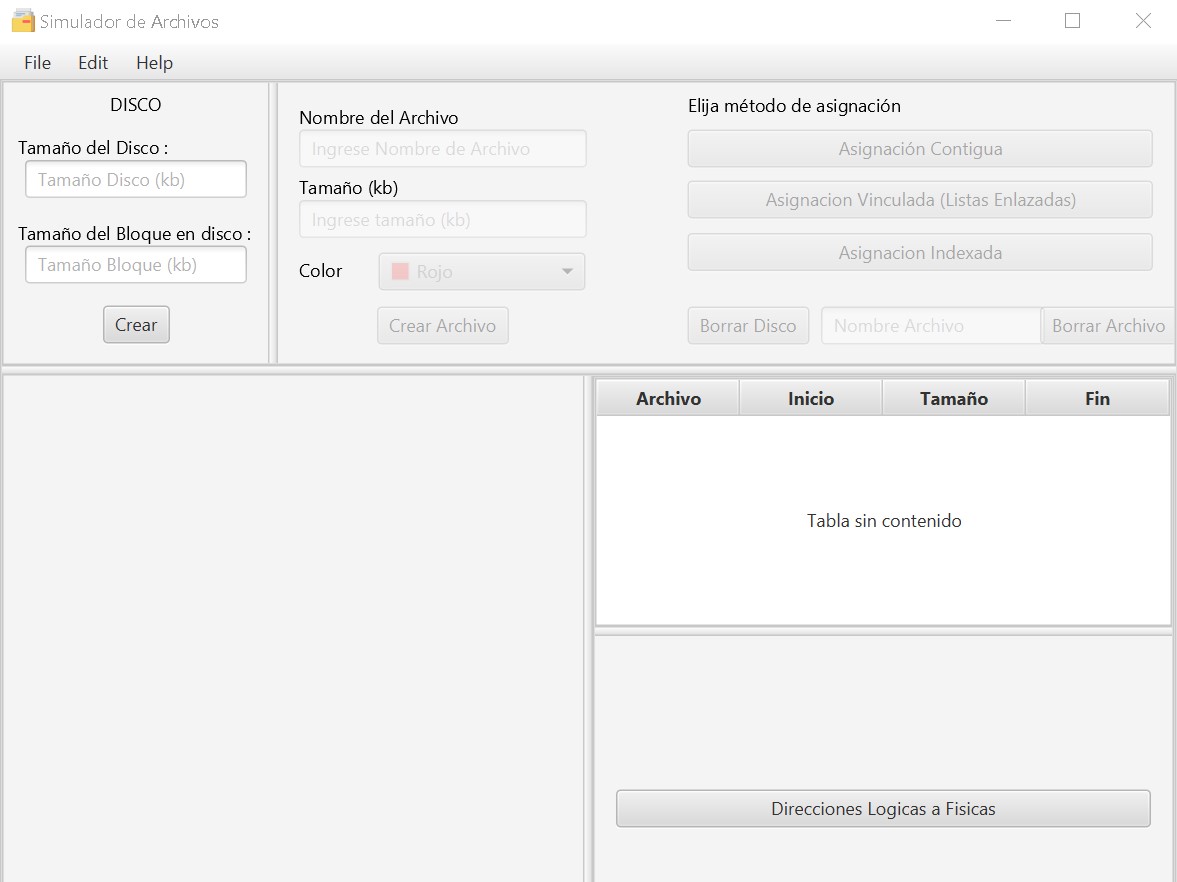 Simulador de Archivos
File Edit Help
DISCO
Tamaño del Disco :
Tamaño Disco (kb)
Tamaño del Bloque en disco :
Tamaño Bloque (kb)
Crear
Nombre del Archivo
Ingrese Nombre de Archivo
Tamaño (kb)
Ingrese tamaño (kb)
Color Rojo
Crear Archivo
Elija método de asignación
Asignación Contigua
Asignacion Vinculada (Listas Enlazadas)
Asignacion Indexada
Borrar Disco Nombre Archivo Borrar Archivo
Archivo Inicio Tamaño Fin
Tabla sin contenido
Direcciones Logicas a Fisicas